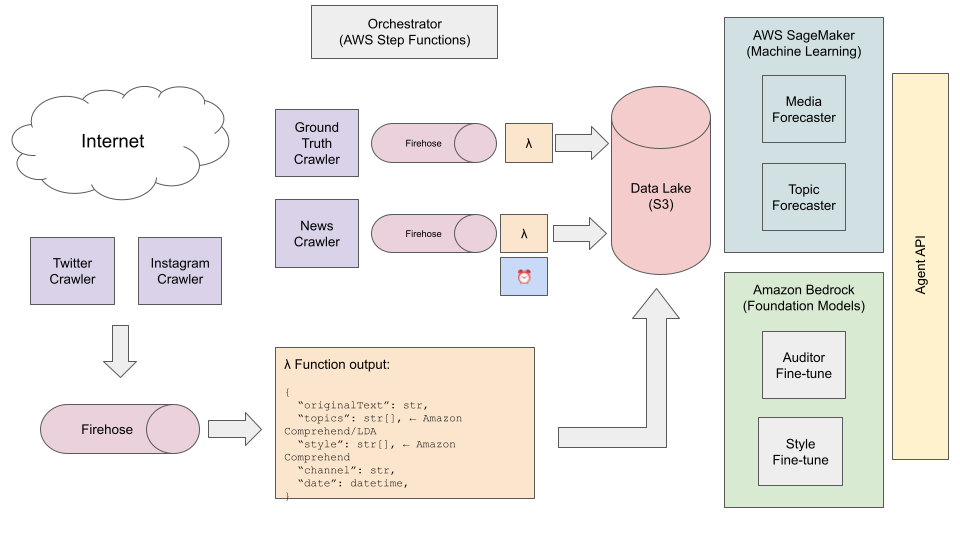 Orchestrator
(AWS Step Functions)
AWS SageMaker
(Machine Learning)
Media
Forecaster
Topic
Forecaster
Internet
Ground
Truth
Crawler
Firehose
λ
Data Lake
(S3)
News
Crawler
Firehose
λ
Twitter
Crawler
Instagram
Crawler
Agent API
Amazon Bedrock
(Foundation Models)
Auditor
Fine-tune
Style
Fine-tune
Firehose
λ Function output:
{
“originalText”: str,
“topics”: str[], ← Amazon
Comprehend/LDA
“style”: str[], ← Amazon
Comprehend
“channel”: str,
“date”: datetime,
}